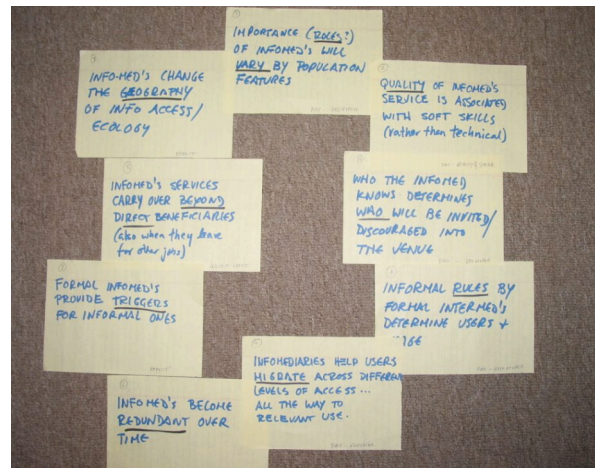 IMPORTANCE (ROLES?)
OF INFOMED'S WILL
VARY BY POPULATION
FEATURES
INFO-MED'S CHANGE
THE GEOGRAPHY
OF INFO ACCESS/
ECOLOGY
QUALITY OF INFOMED'S
SERVICE IS ASSOCIATED
WITH SOFT SKILLS
(rather then technical)
INFOMED'S SERVICES
CARRY OVER BEYOND
DIRECT BENEFICIARIES
(also when they leave
for other jobs)
WHO THE INFOMED
KNOWS DETERMINES
WHO WILL BE INVITED/
DISCOURAGED INTO
THE VENUE
FORMAL INFOMED'S
PROVIDE TRIGGERS
FOR INFORMAL ONES
INFORMAL RULES BY
FORMAL INTERMED'S
DETERMINE USERS +
INFOMEDIARIES HELP USERS
MIGRATE ACROSS DIFFEREN
LEVELS OF ACCESS...
ALL THE WAY TO
RELEVANT USE.
INFOMED'S BECOME
REDUNDANT OVER
TIME